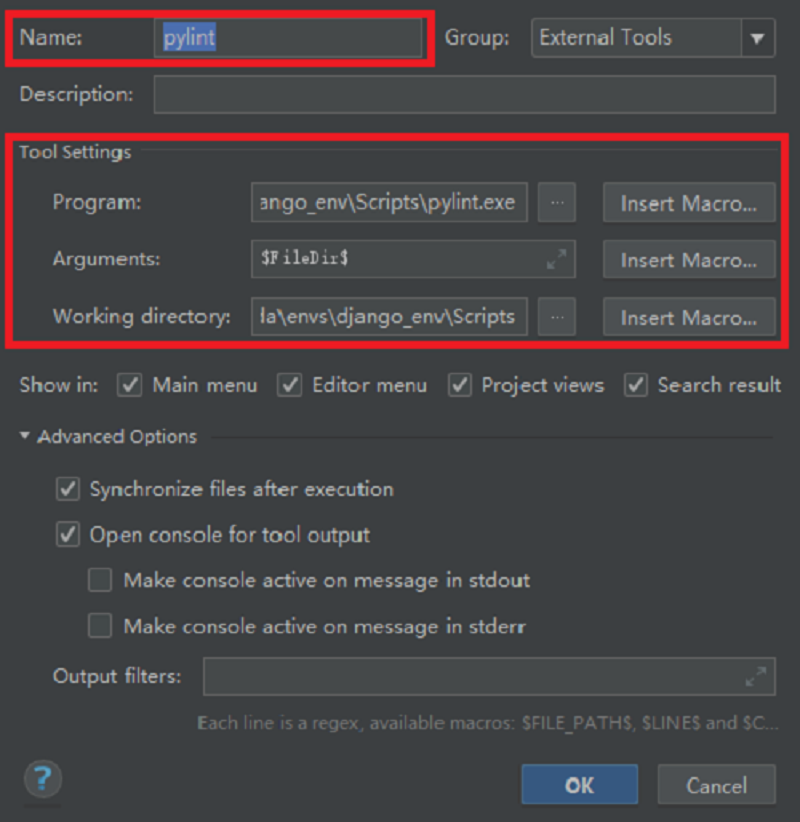 Name: pylint Group: External Tools
Description:
Tool Settings
Program: ango_env\Scripts\pylint.exe ... Insert Macro...
Arguments: $FileDir$ Insert Macro...
Working directory: la\envs\django_env\Scripts ... Insert Macro...
Show in: Main menu Editor menu Project views Search result
Advanced Options
Synchronize files after execution
Open console for tool output
Make console active on message in stdout
Make console active on message in stderr
Output filters:
Each line is a regex, available macros: $FILE_PATH$, $LINE$ and $C...
? OK Cancel